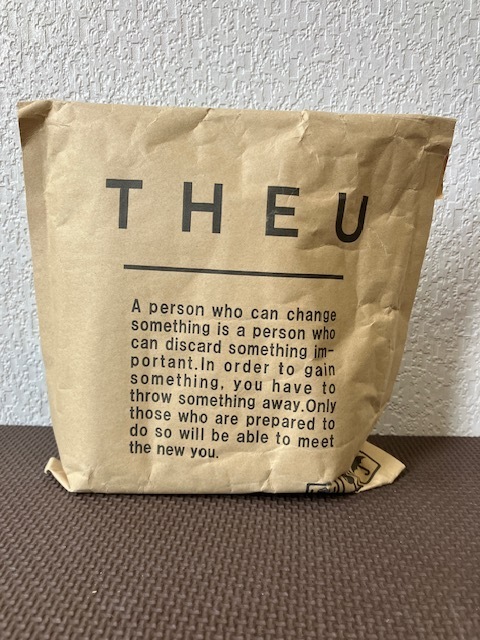 THEU
A person who can change
something is a person who
can discard something im-
portant.In order to gain
something, you have to
throw something away.Only
those who are prepared to
do so will be able to meet
the new you.